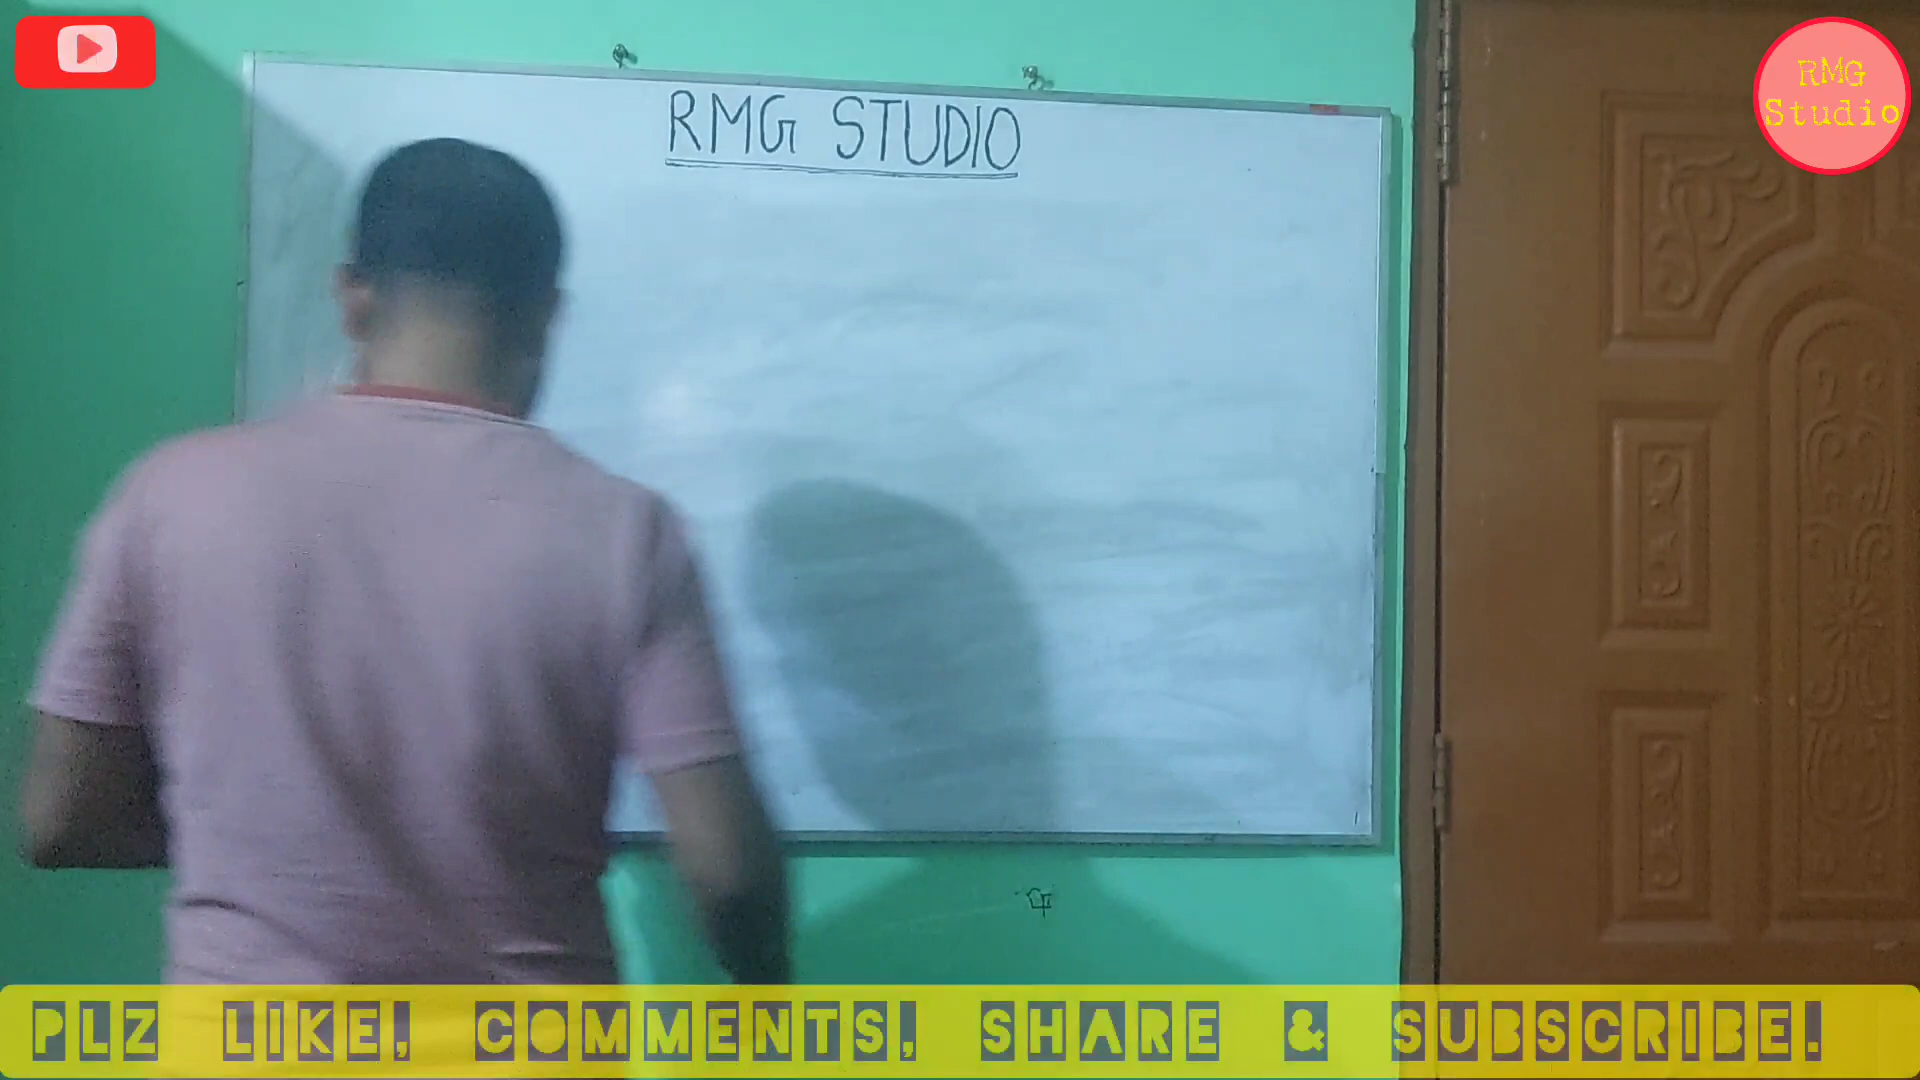 RMG STUDIO
RMG
Studio
PLZ LIKE, COMMENTS, SHARE & SUBSCRIBE!